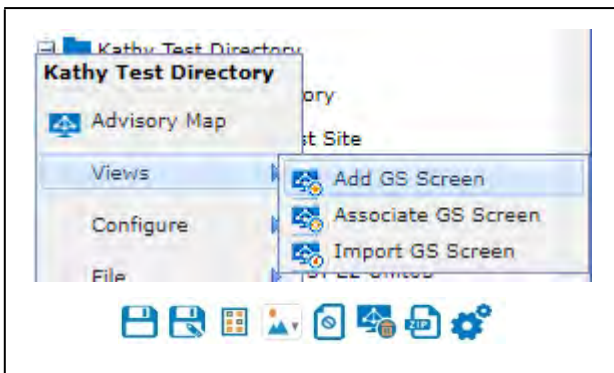 Kathy Test Directory
Kathy Test Directory
ory
Advisory Map
st Site
Views
Add GS Screen
Configure
Associate GS Screen
Import GS Screen
File
ZIP